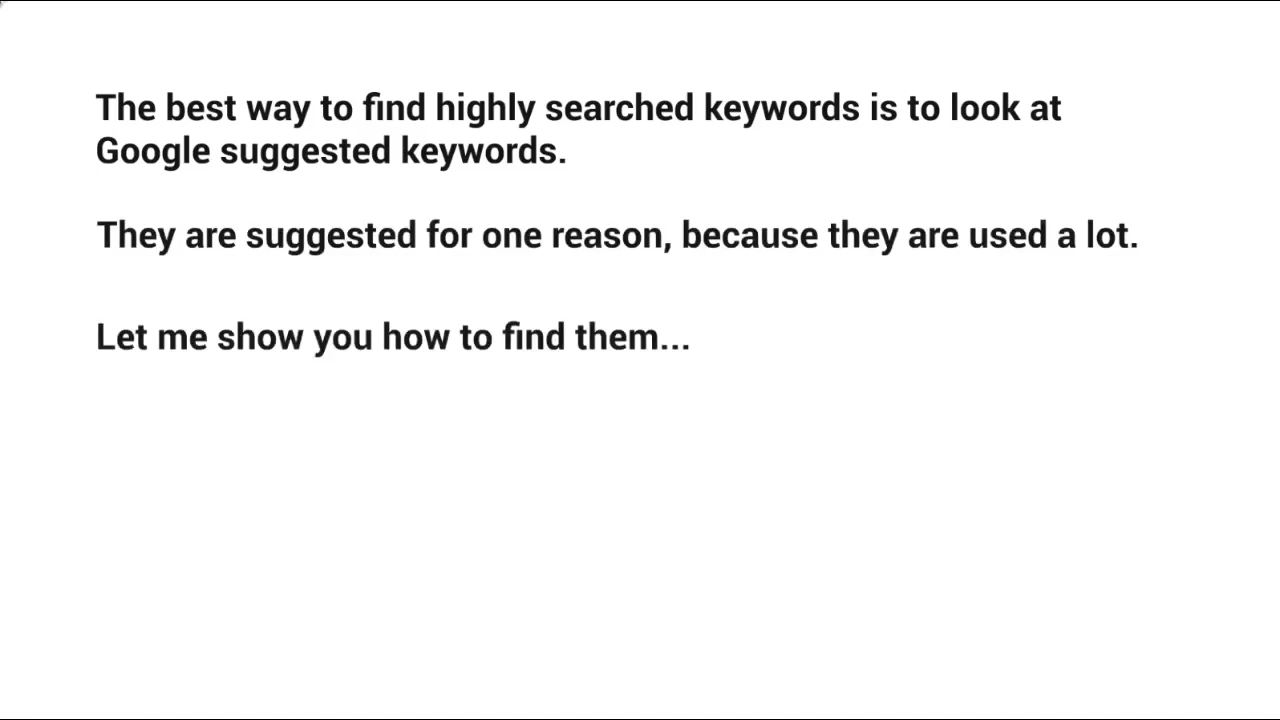 The best way to find highly searched keywords is to look at
Google suggested keywords.
They are suggested for one reason, because they are used a lot.
Let me show you how to find them...